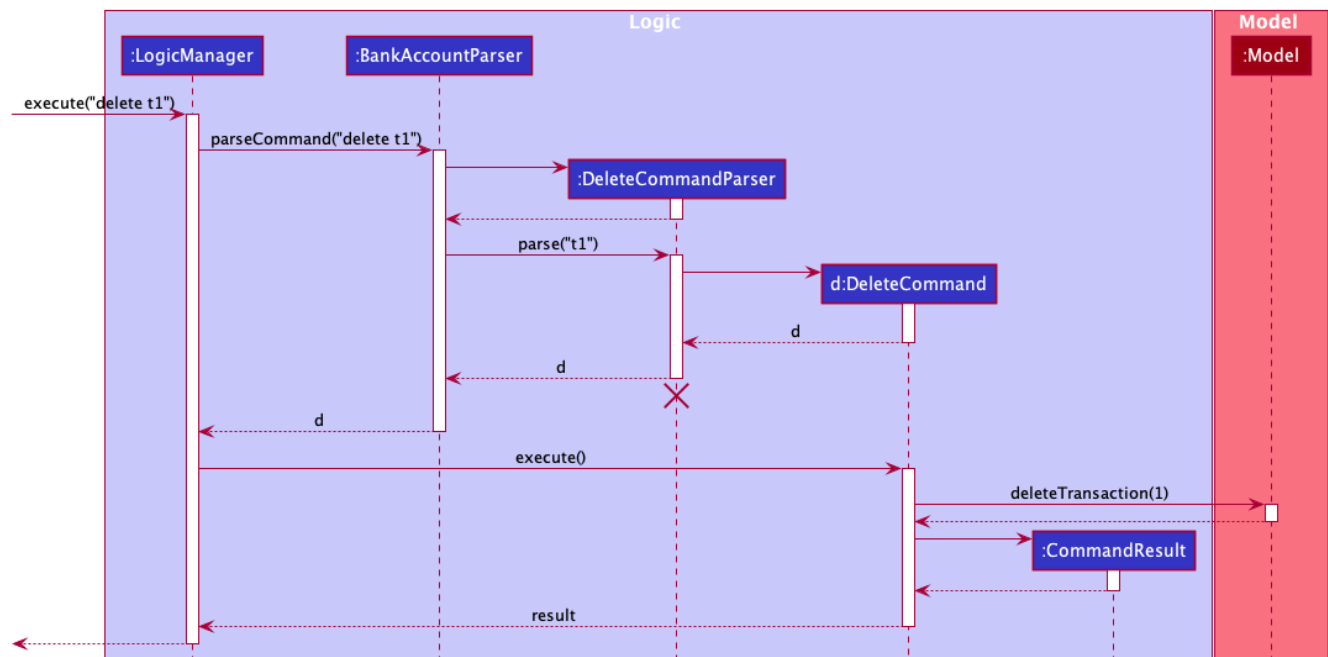 Logic
Model
:LogicManager
:BankAccountParser
:Model
execute("delete t1")
parseCommand("delete t1")
:DeleteCommandParser
parse("t1")
d:DeleteCommand
d
d
d
execute()
deleteTransaction(1)
:CommandResult
result